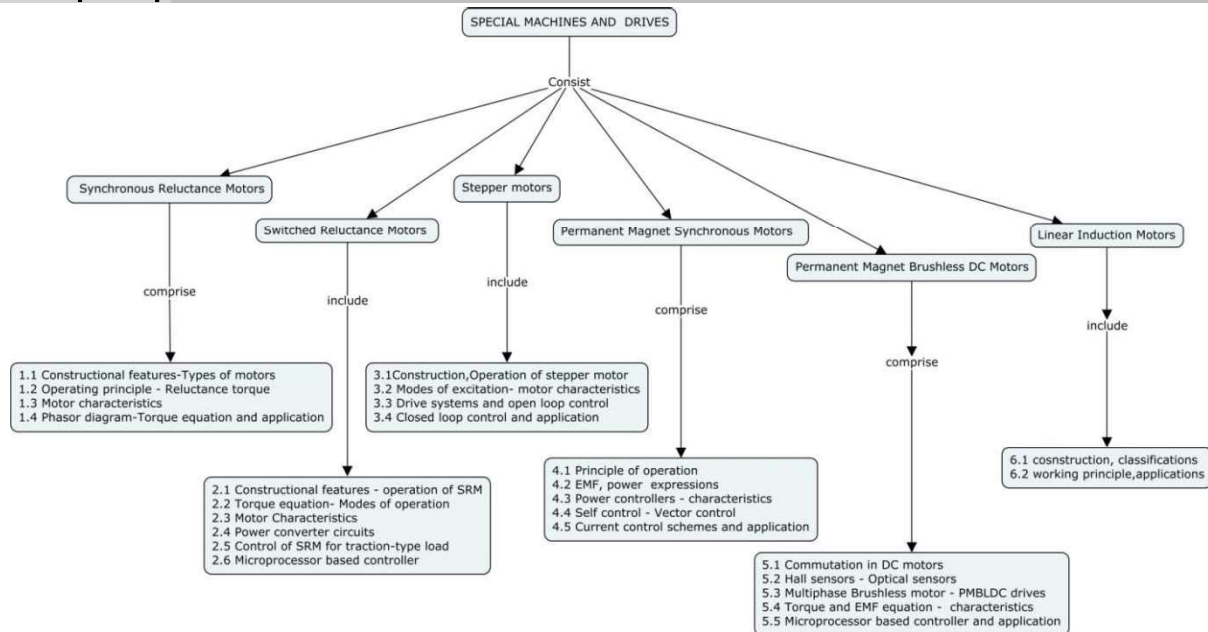 SPECIAL MACHINES AND DRIVES
Consist
Synchronous Reluctance Motors
Stepper motors
Switched Reluctance Motors
Permanent Magnet Synchronous Motors
Linear Induction Motors
Permanent Magnet Brushless DC Motors
comprise
include
include
comprise
comprise
include
1.1 Constructional features-Types of motors
1.2 Operating principle - Reluctance torque
1.3 Motor characteristics
1.4 Phasor diagram-Torque equation and application
2.1 Constructional features - operation of SRM
2.2 Torque equation- Modes of operation
2.3 Motor Characteristics
2.4 Power converter circuits
2.5 Control of SRM for traction-type load
2.6 Microprocessor based controller
3.1Construction,Operation of stepper motor
3.2 Modes of excitation- motor characteristics
3.3 Drive systems and open loop control
3.4 Closed loop control and application
4.1 Principle of operation
4.2 EMF, power expressions
4.3 Power controllers - characteristics
4.4 Self control - Vector control
4.5 Current control schemes and application
5.1 Commutation in DC motors
5.2 Hall sensors - Optical sensors
5.3 Multiphase Brushless motor - PMBLDC drives
5.4 Torque and EMF equation - characteristics
5.5 Microprocessor based controller and application
6.1 cosnstruction, classifications
6.2 working principle,applications